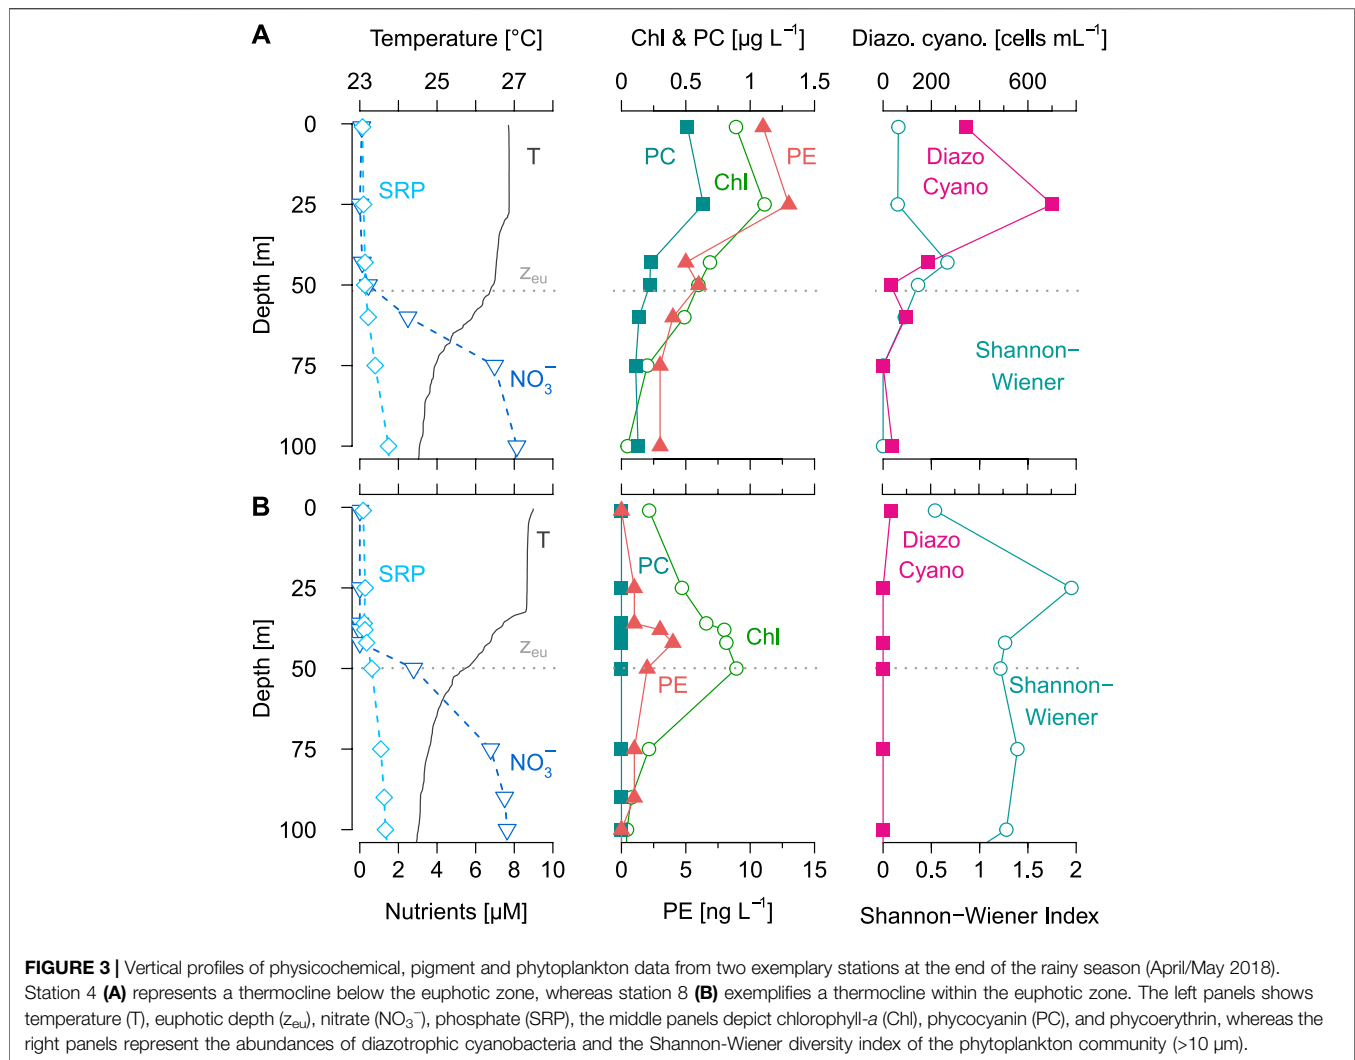 A
Temperature [°C]
Chl & PC [µg L⁻¹]
Diazo. cyano. [cells mL⁻¹]
23 24 25 26 27
0 0.5 1 1.5
0 200 600
0
25
50
75
100
Depth [m]
T
SRP
z_eu
NO₃⁻
PC
Chl
PE
Diazo
Cyano
Shannon−
Wiener
B
0
25
50
75
100
Depth [m]
T
SRP
z_eu
NO₃⁻
PC
Chl
PE
Diazo
Cyano
Shannon−
Wiener
0 2 4 6 8 10
0 5 10 15
0 0.5 1 1.5 2
Nutrients [µM]
PE [ng L⁻¹]
Shannon−Wiener Index
FIGURE 3 | Vertical profiles of physicochemical, pigment and phytoplankton data from two exemplary stations at the end of the rainy season (April/May 2018).
Station 4 (A) represents a thermocline below the euphotic zone, whereas station 8 (B) exemplifies a thermocline within the euphotic zone. The left panels shows
temperature (T), euphotic depth (z_eu), nitrate (NO₃⁻), phosphate (SRP), the middle panels depict chlorophyll-a (Chl), phycocyanin (PC), and phycoerythrin, whereas the
right panels represent the abundances of diazotrophic cyanobacteria and the Shannon-Wiener diversity index of the phytoplankton community (>10 µm).